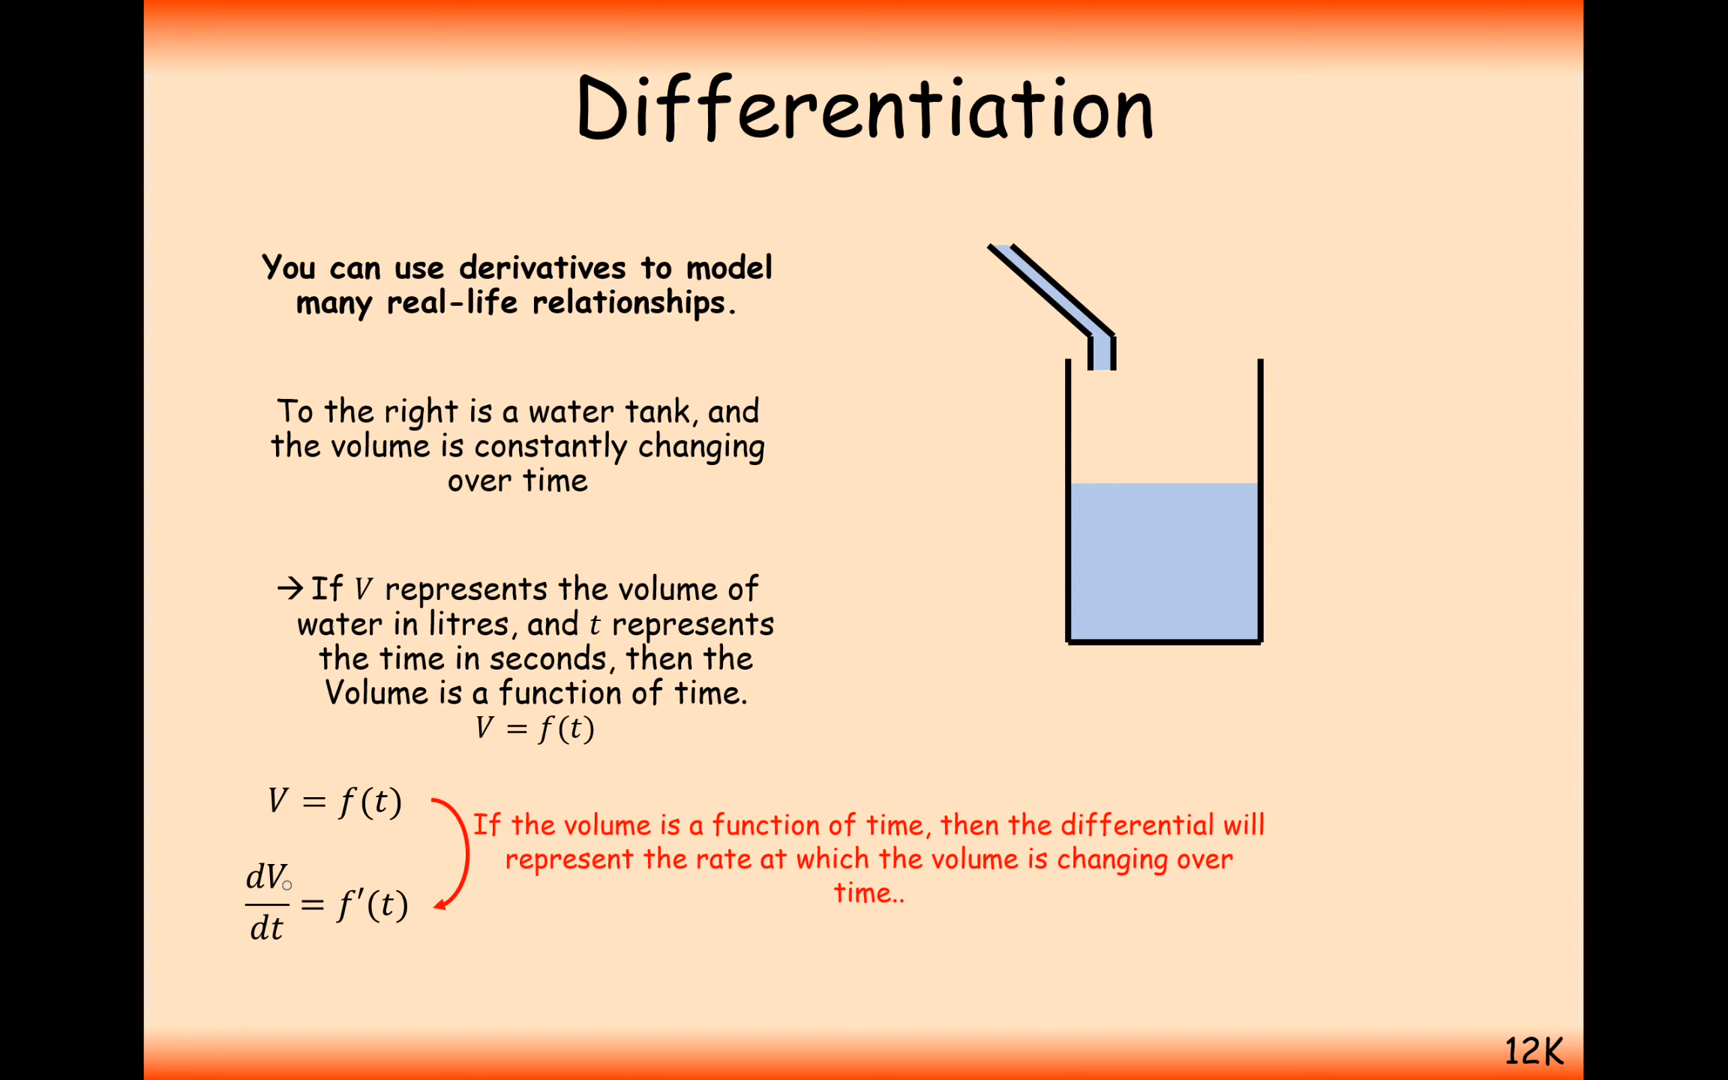 Differentiation
You can use derivatives to model
many real-life relationships.
To the right is a water tank, and
the volume is constantly changing
over time
→ If V represents the volume of
water in litres, and t represents
the time in seconds, then the
Volume is a function of time.
V = f(t)
V = f(t)
dV/dt = f′(t)
If the volume is a function of time, then the differential will
represent the rate at which the volume is changing over
time..
12K